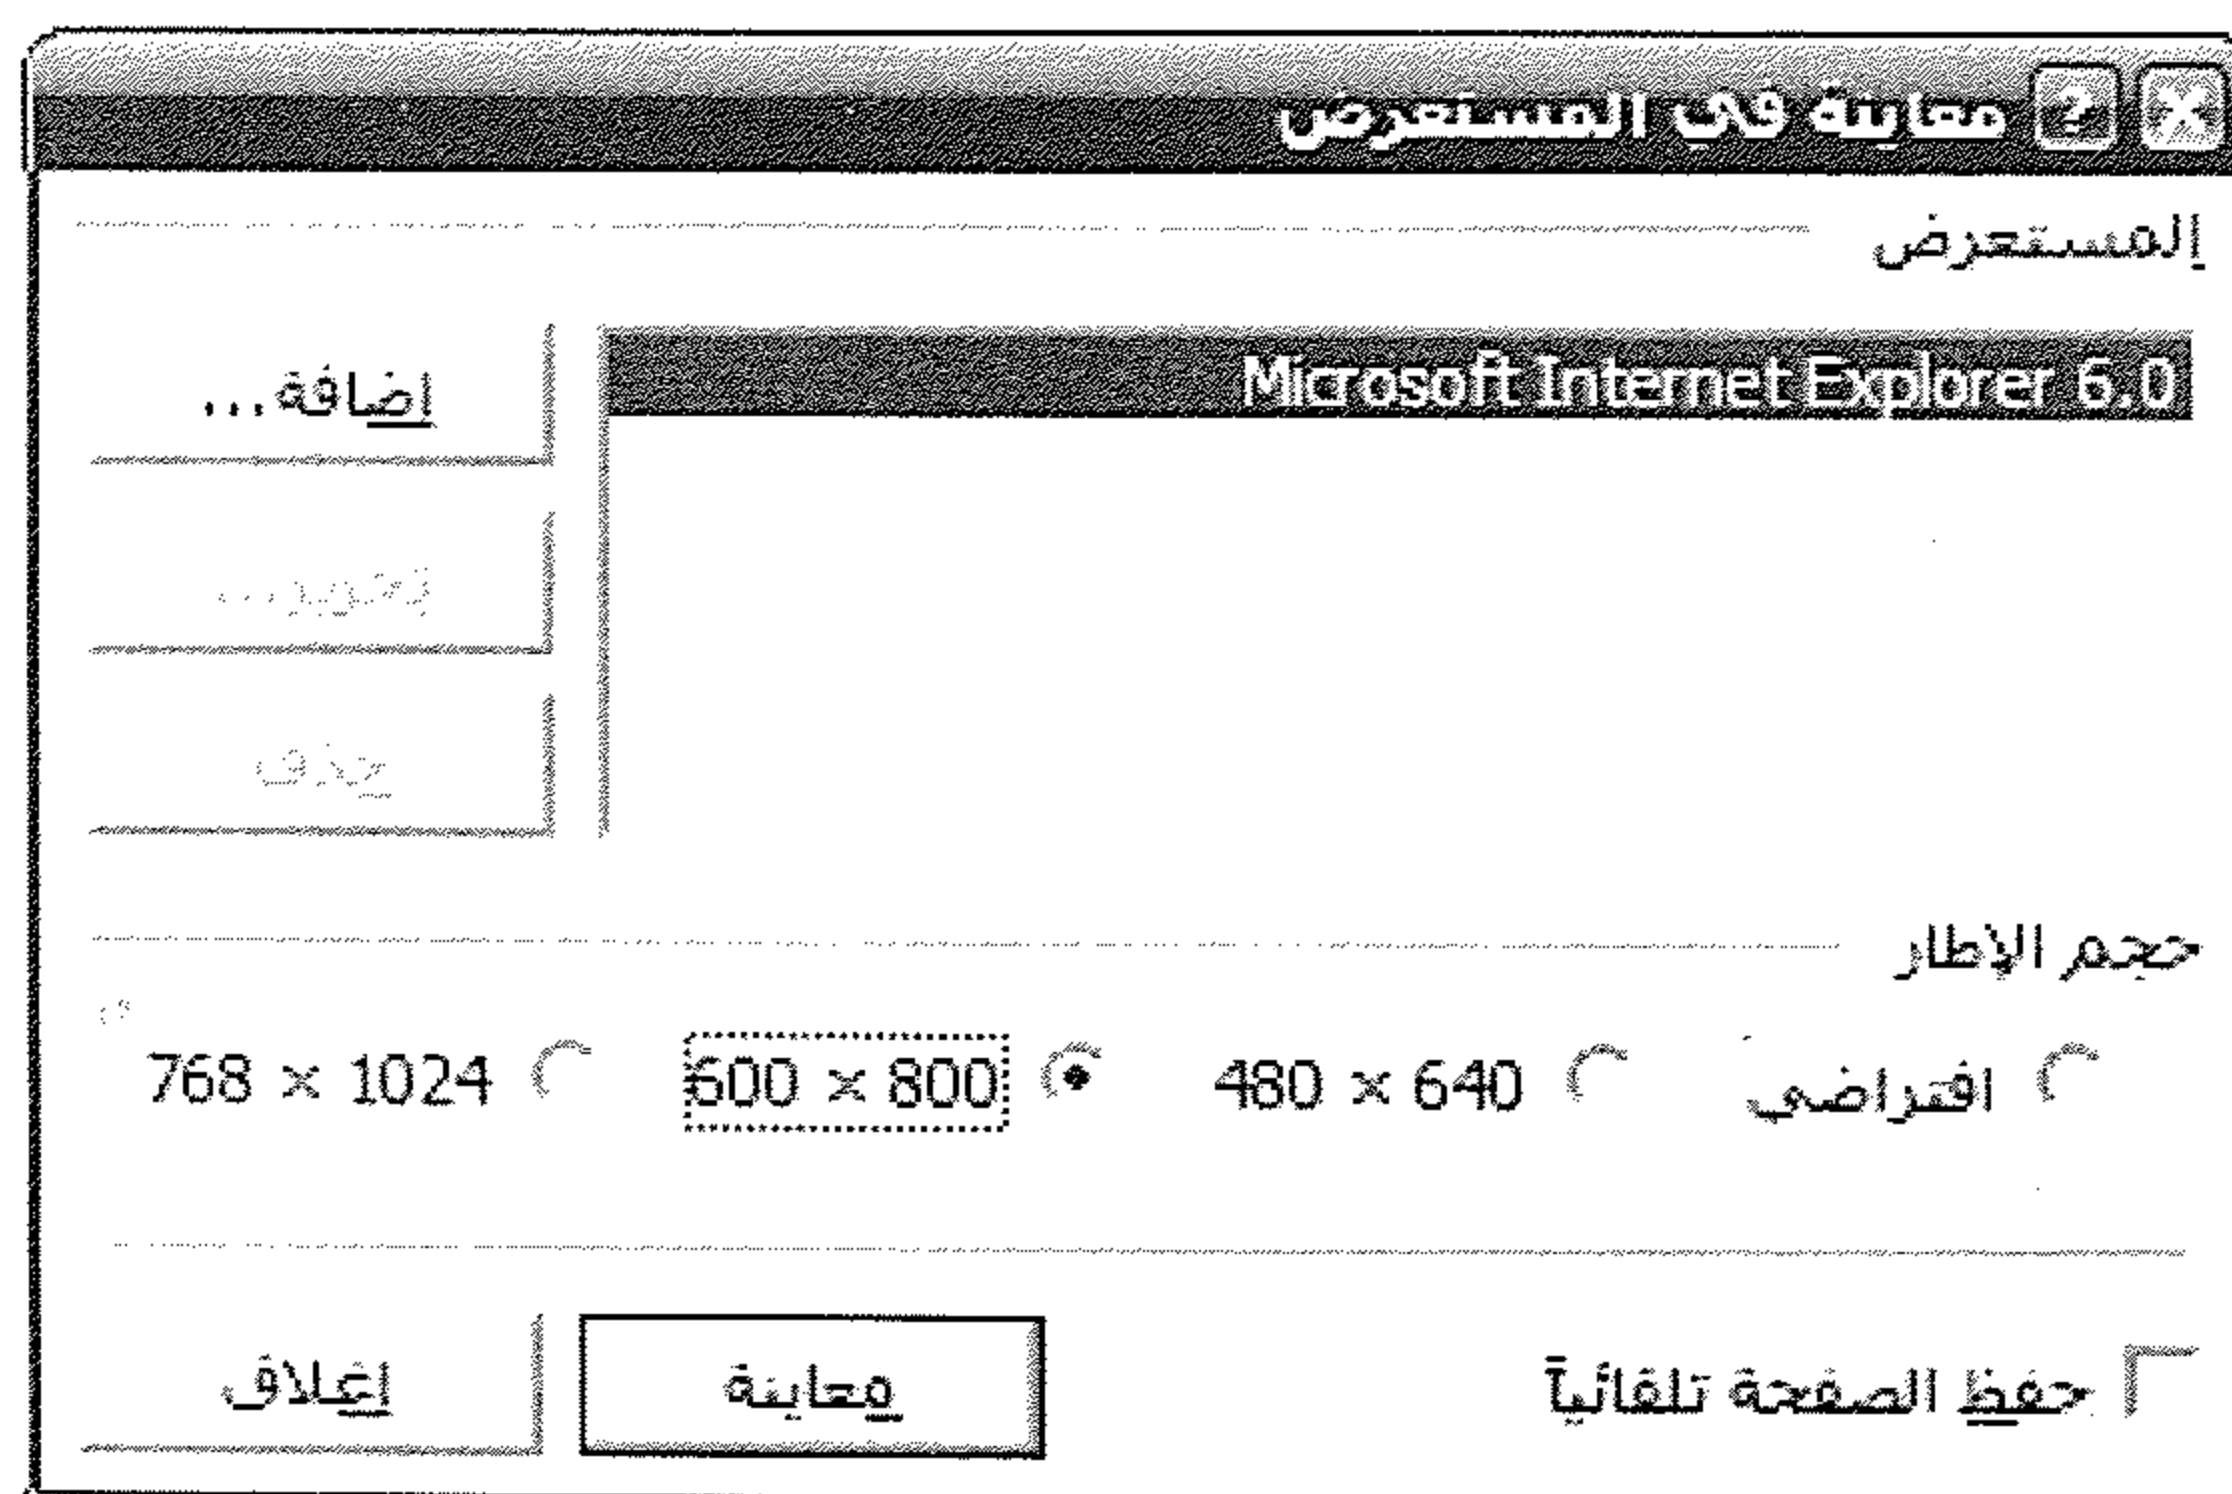 معاينة في المستعرض
المستعرض
Microsoft Internet Explorer 6.0
إضافة...
تحرير...
حذف
حجم الإطار
افتراضي
480 × 640
600 × 800
768 × 1024
حفظ الصفحة تلقائياً
معاينة
إغلاق